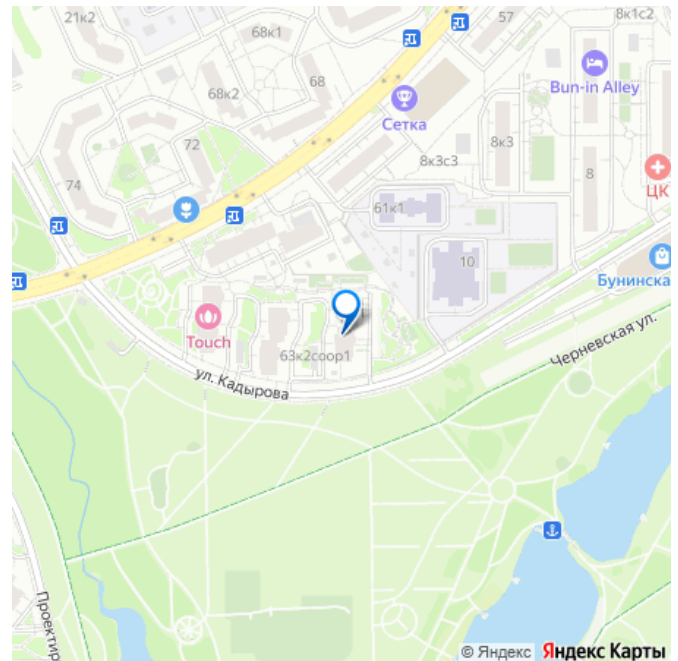 21к2
68к1
57
8к1с2
68к2
68
Bun-in Alley
Сетка
72
8к3
8к3с3
74
8
ЦК
61к1
10
Бунинска
Touch
63к2соор1
Черневская ул.
ул. Кадырова
Проектир
© Яндекс Яндекс Карты